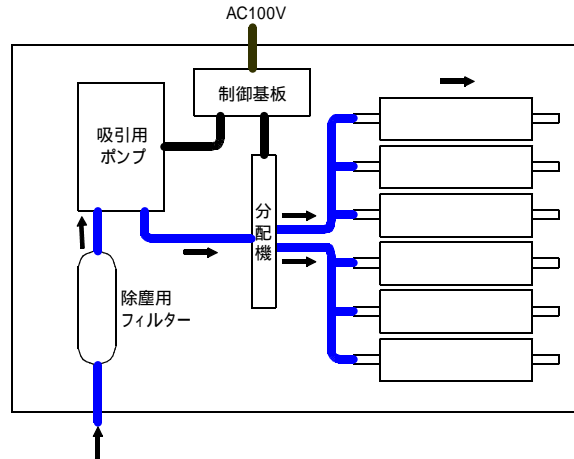 AC100V
制御基板
吸引用
ポンプ
分
配
機
除塵用
フィルター